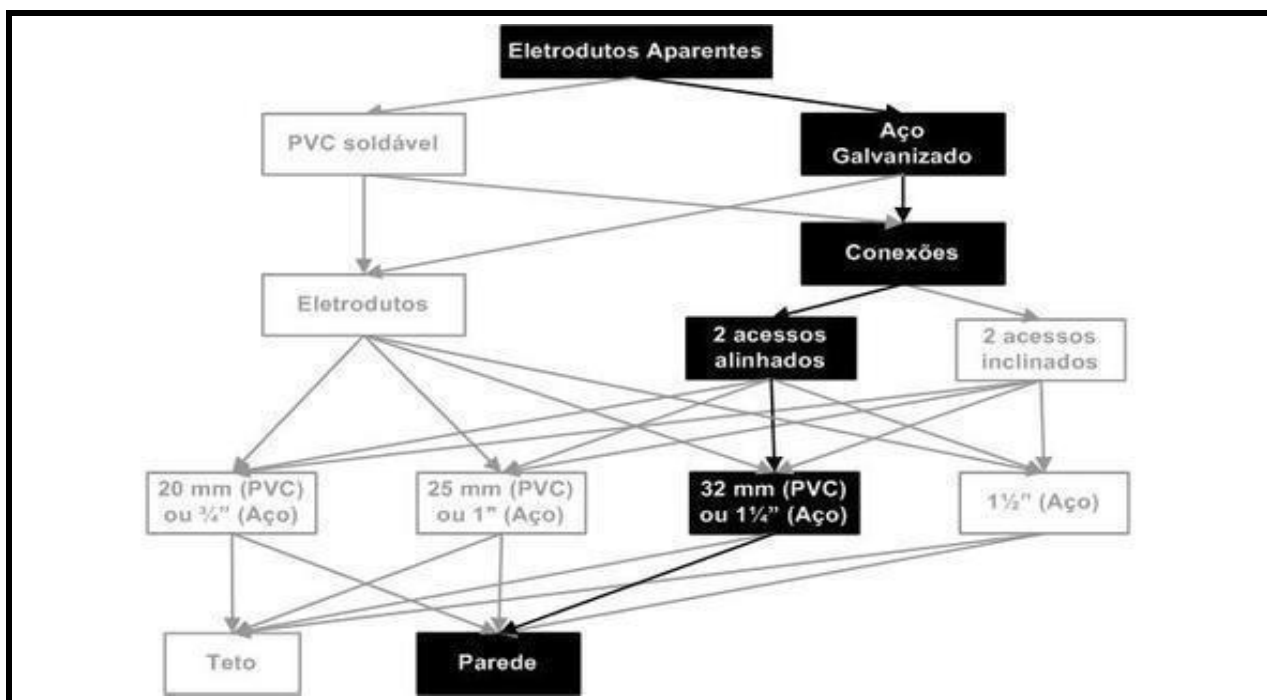 Eletrodutos Aparentes
PVC soldável
Aço
Galvanizado
Conexões
Eletrodutos
2 acessos
alinhados
2 acessos
inclinados
20 mm (PVC)
ou ¾” (Aço)
25 mm (PVC)
ou 1” (Aço)
32 mm (PVC)
ou 1¼” (Aço)
1½” (Aço)
Teto
Parede